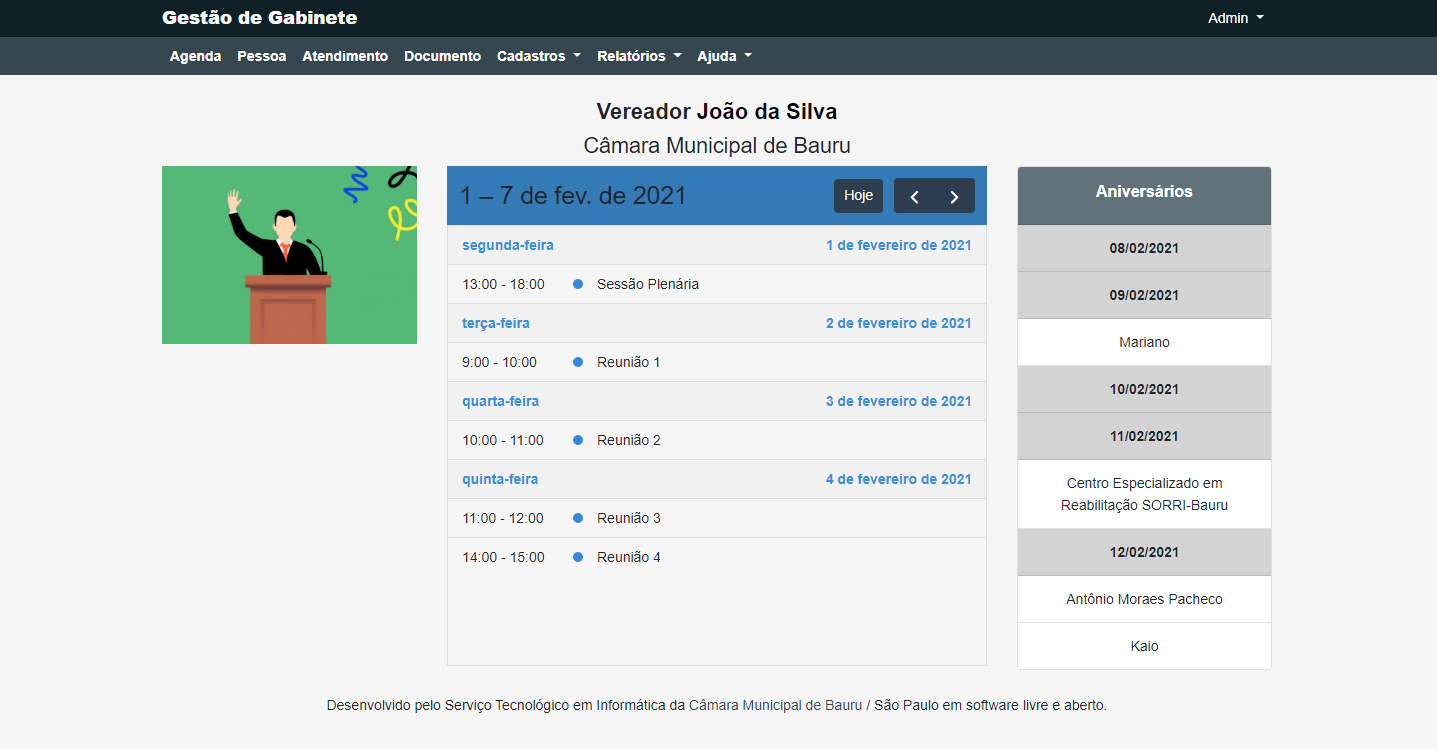 Gestão de Gabinete
Admin
Agenda Pessoa Atendimento Documento Cadastros Relatórios Ajuda
Vereador João da Silva
Câmara Municipal de Bauru
1 – 7 de fev. de 2021
Hoje
segunda-feira 1 de fevereiro de 2021
13:00 - 18:00 Sessão Plenária
terça-feira 2 de fevereiro de 2021
9:00 - 10:00 Reunião 1
quarta-feira 3 de fevereiro de 2021
10:00 - 11:00 Reunião 2
quinta-feira 4 de fevereiro de 2021
11:00 - 12:00 Reunião 3
14:00 - 15:00 Reunião 4
Aniversários
08/02/2021
09/02/2021
Mariano
10/02/2021
11/02/2021
Centro Especializado em
Reabilitação SORRI-Bauru
12/02/2021
Antônio Moraes Pacheco
Kaio
Desenvolvido pelo Serviço Tecnológico em Informática da Câmara Municipal de Bauru / São Paulo em software livre e aberto.